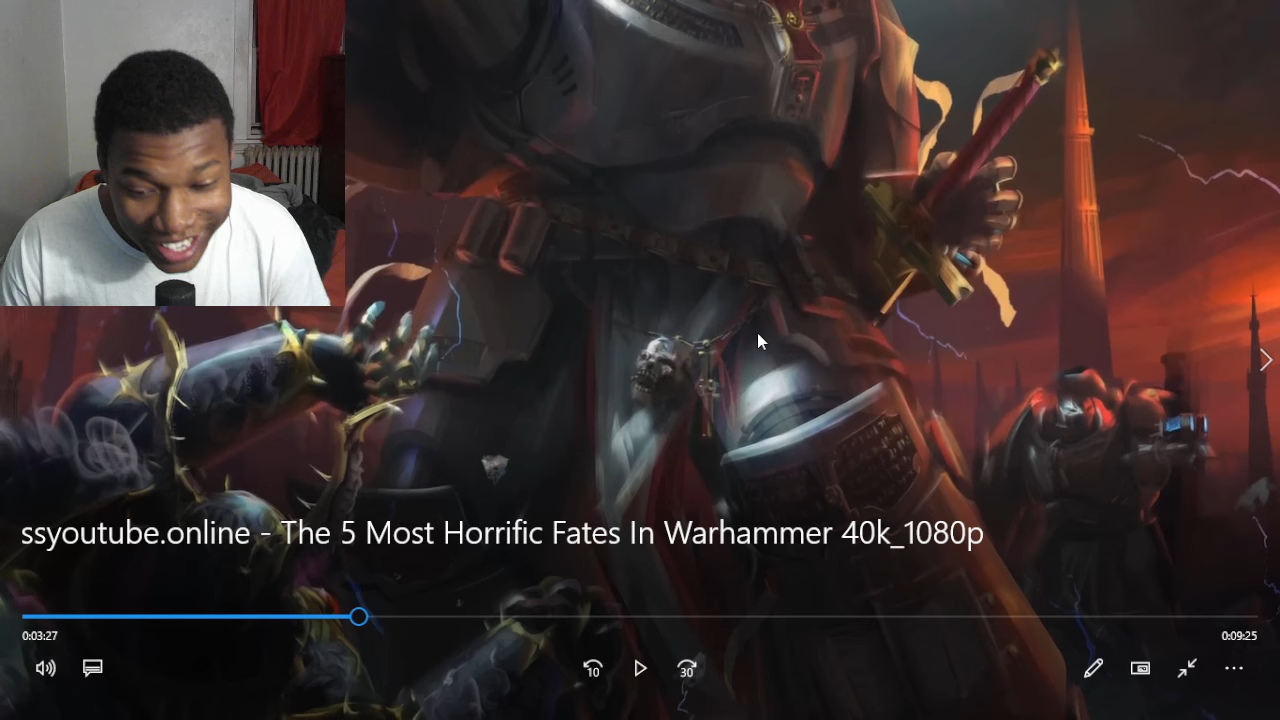 ssyoutube.online - The 5 Most Horrific Fates In Warhammer 40k_1080p
0:03:27
0:09:25
10
30